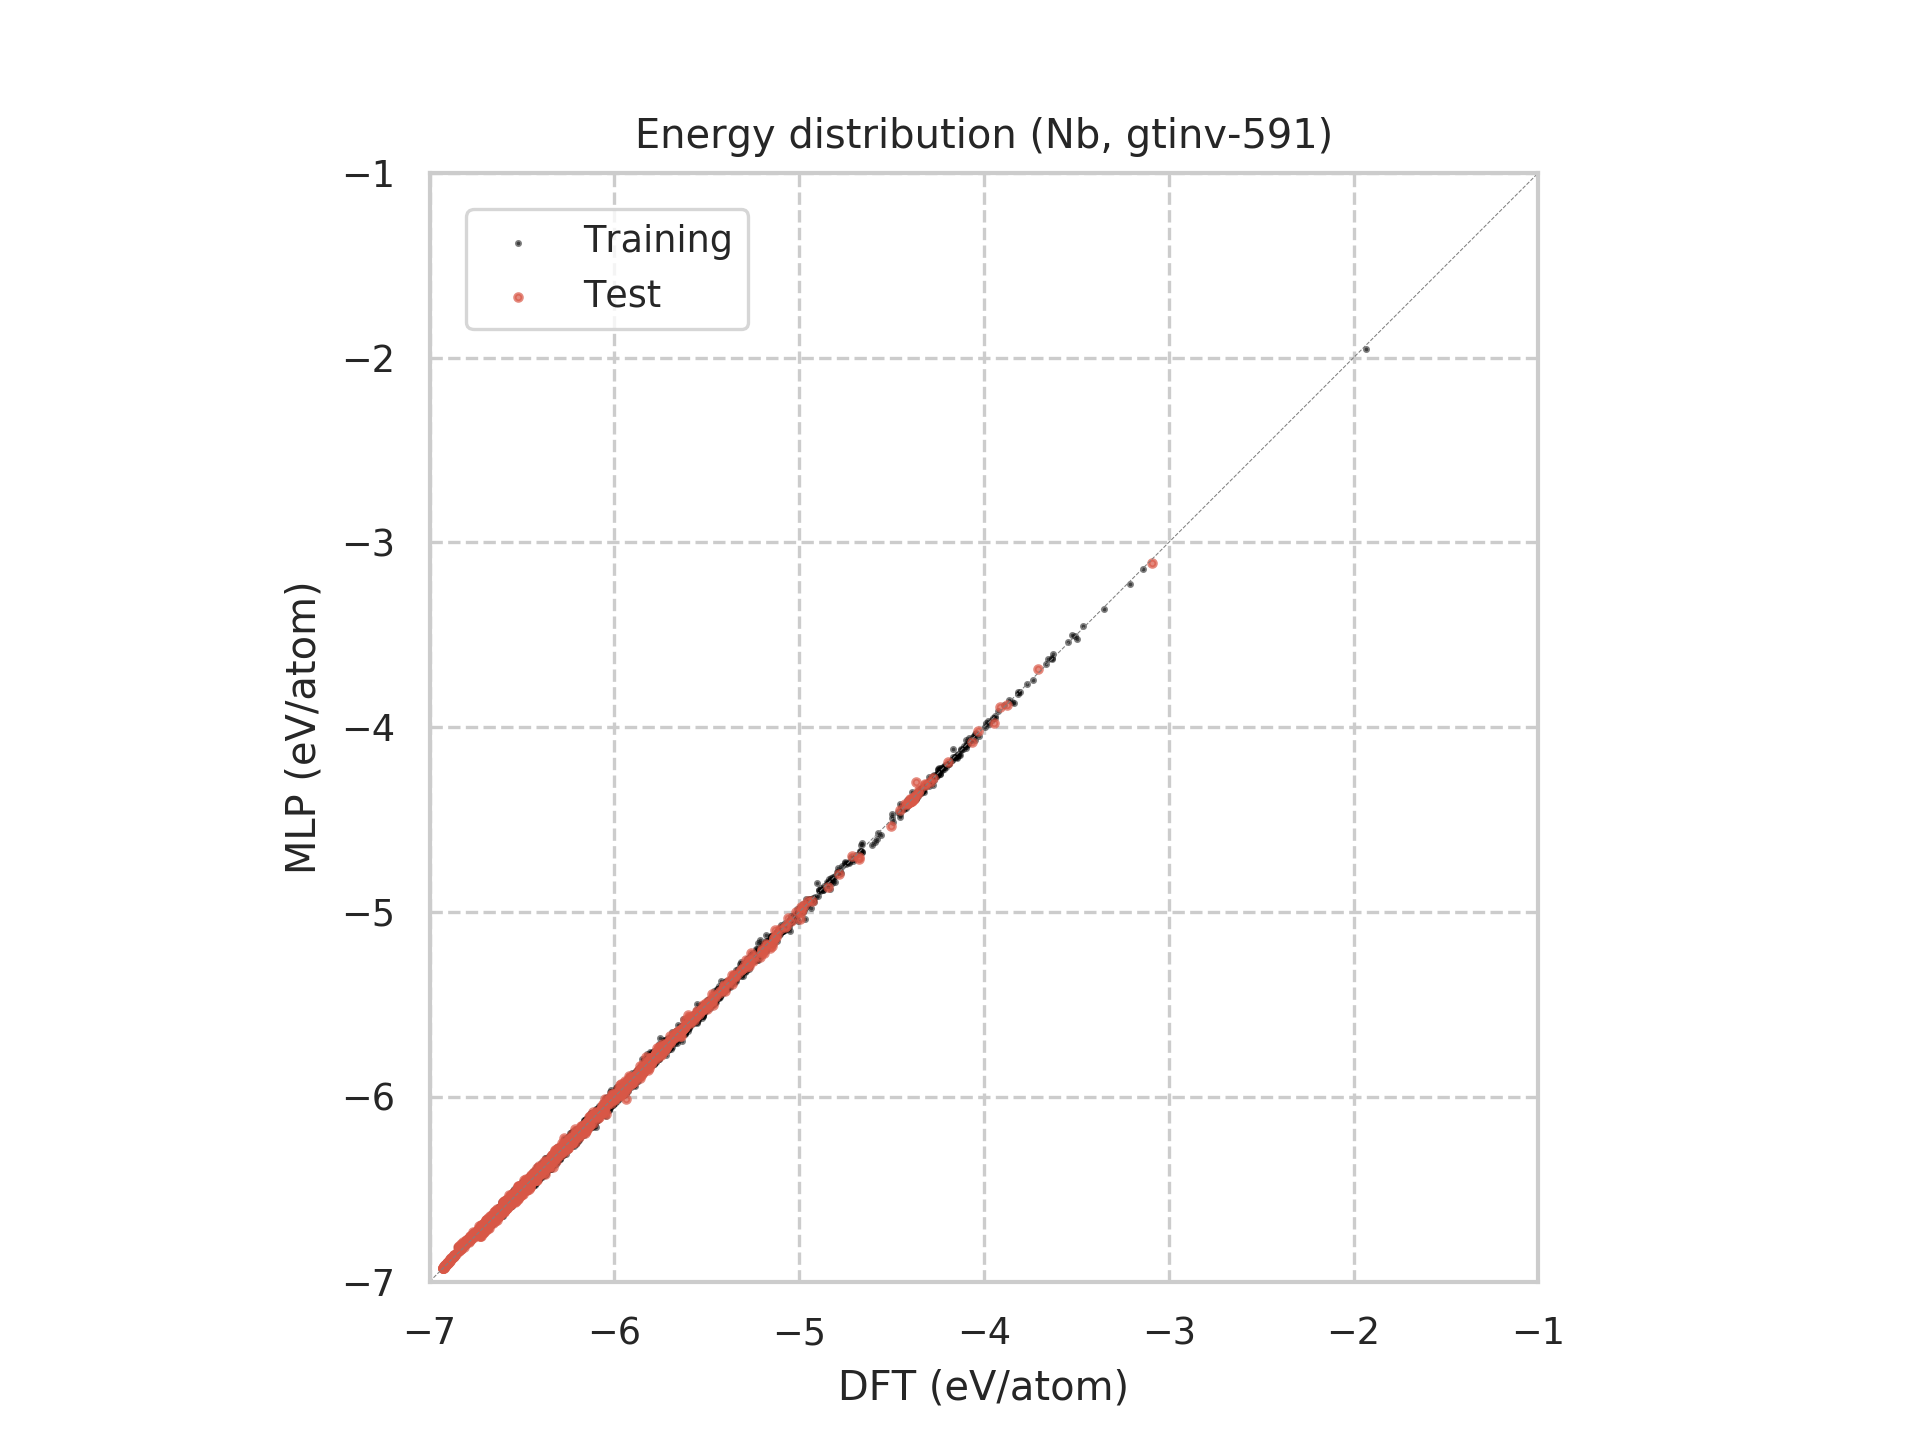 Energy distribution (Nb, gtinv-591)
Training
Test
−1
−2
−3
−4
−5
−6
−7
MLP (eV/atom)
−7 −6 −5 −4 −3 −2 −1
DFT (eV/atom)